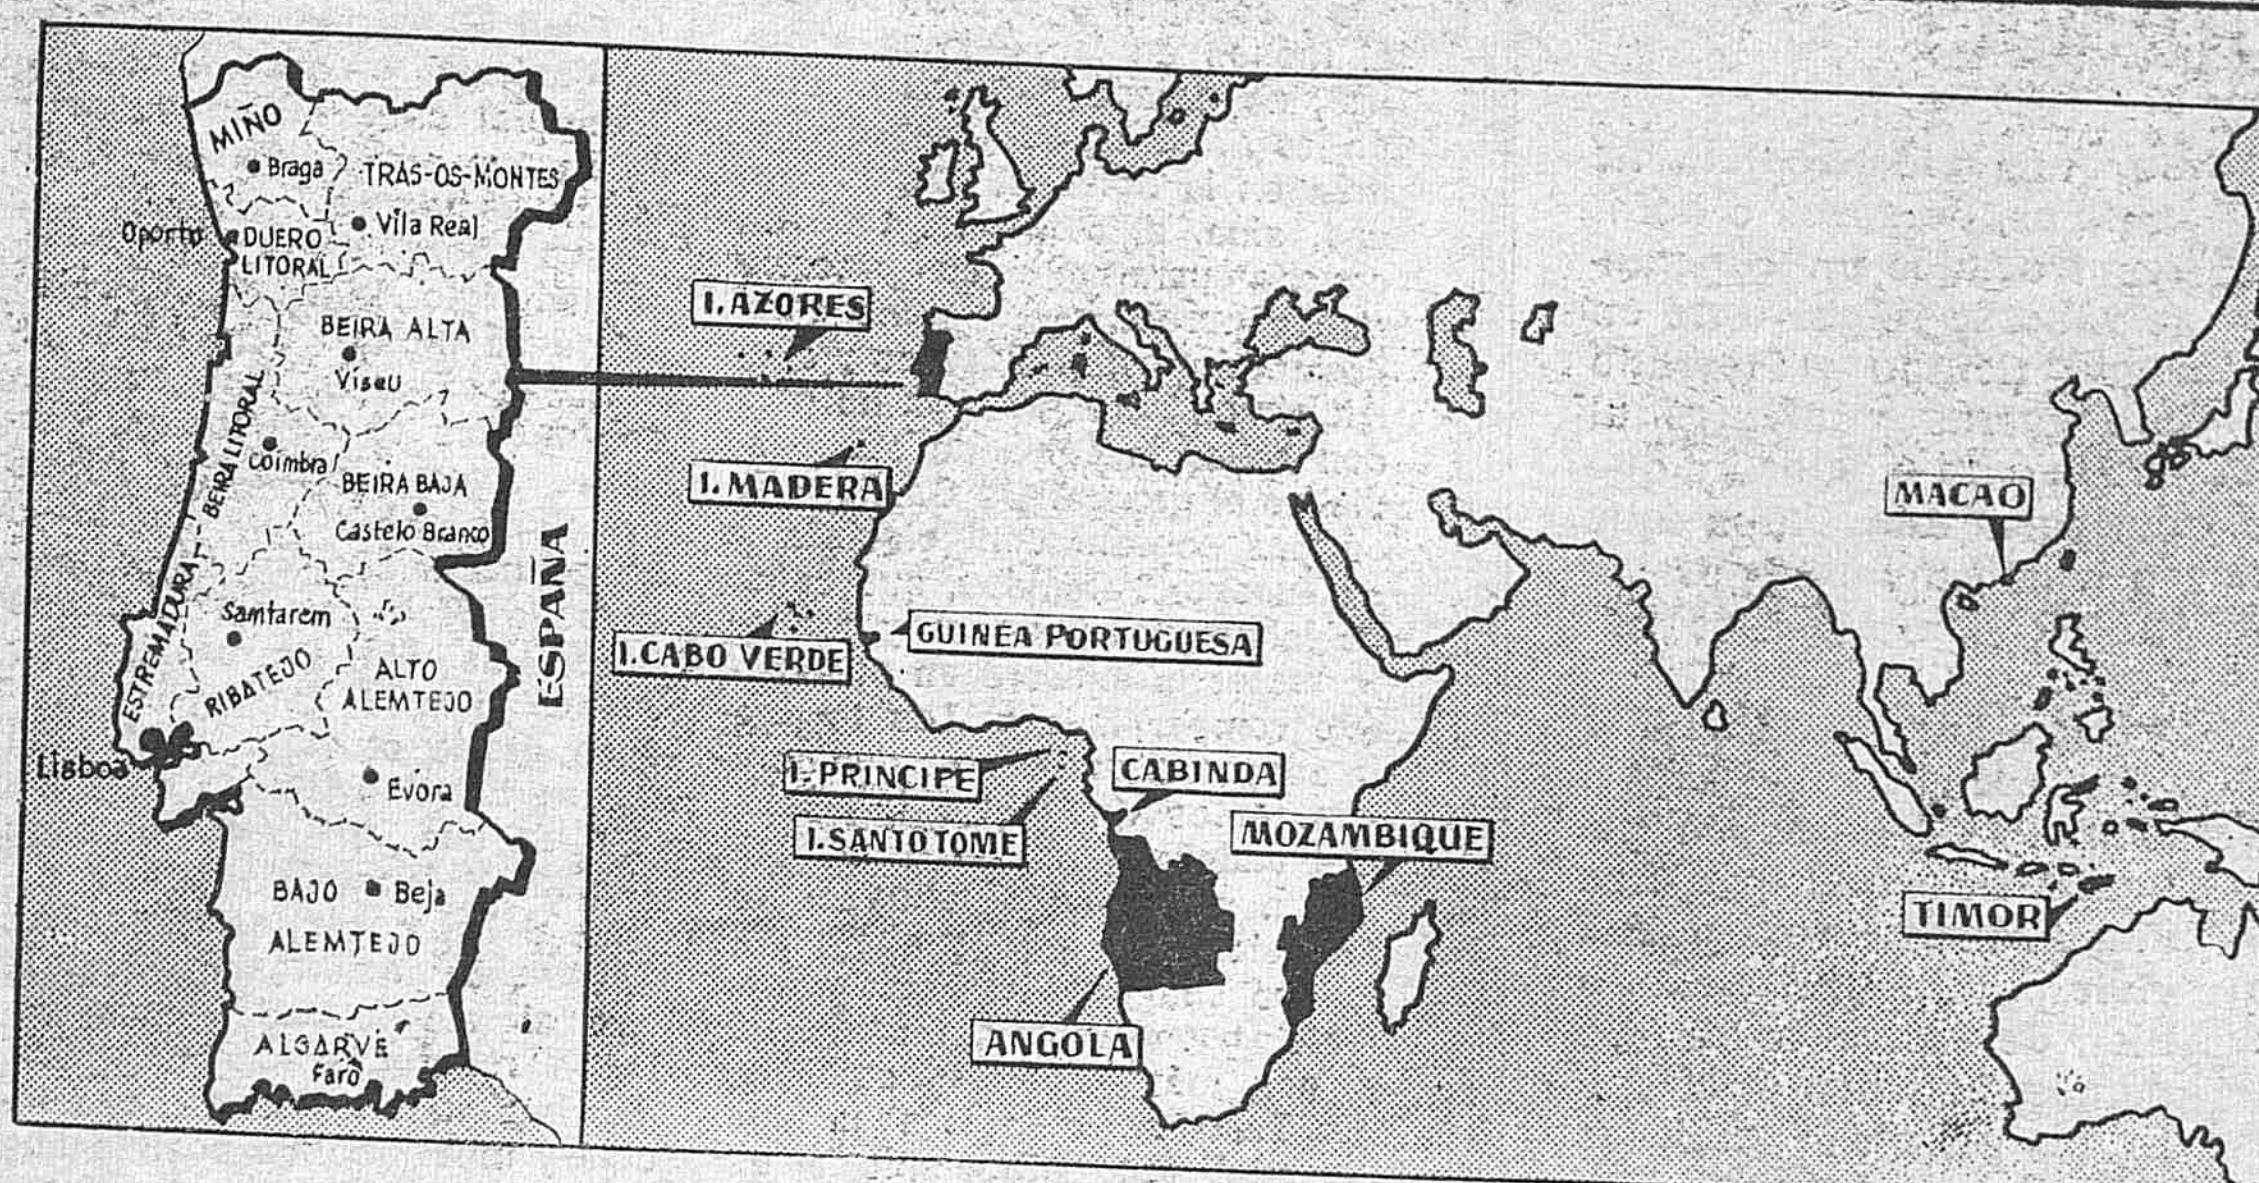 MIÑO
Braga
TRAS-OS-MONTES
Vila Real
Oporto
DUERO
LITORAL
BEIRA ALTA
Viseu
BEIRA LITORAL
Coimbra
BEIRA BAJA
Castelo Branco
ESPAÑA
ESTREMADURA
Samtarem
RIBATEJO
ALTO
ALEMTEJO
Lisboa
Evora
BAJO
Beja
ALEMTEJO
ALGARVE
Faro
I. AZORES
I. MADERA
I. CABO VERDE
GUINEA PORTUGUESA
I. PRINCIPE
CABINDA
I. SANTO TOME
MOZAMBIQUE
ANGOLA
MACAO
TIMOR